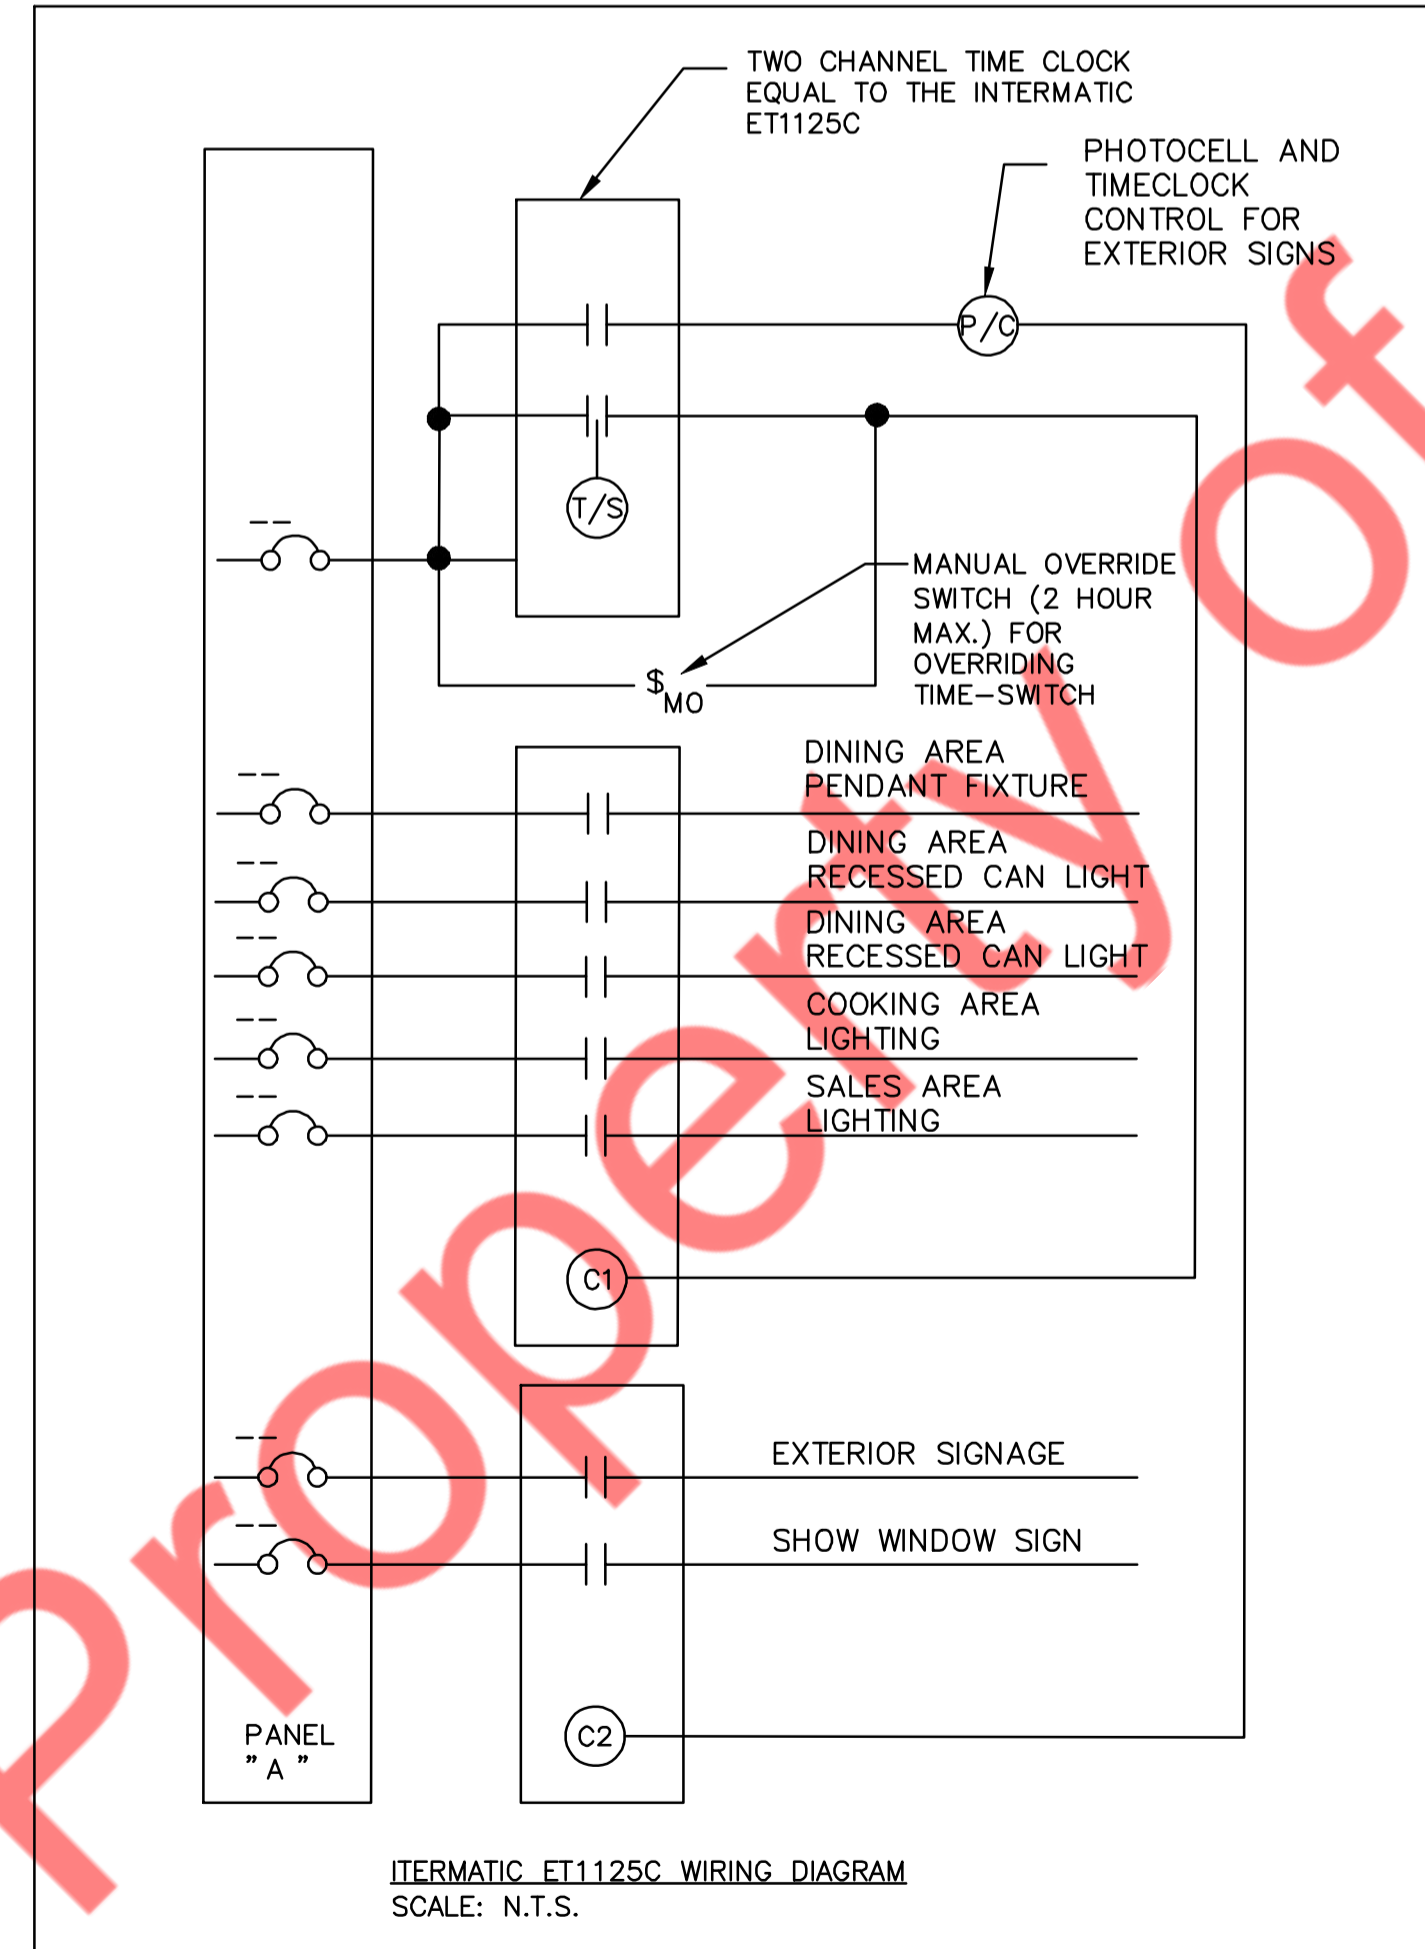 TWO CHANNEL TIME CLOCK
EQUAL TO THE INTERMATIC
ET1125C
PHOTOCELL AND
TIMECLOCK
CONTROL FOR
EXTERIOR SIGNS
P/C
T/S
--
MANUAL OVERRIDE
SWITCH (2 HOUR
MAX.) FOR
OVERRIDING
TIME-SWITCH
$MO
DINING AREA
PENDANT FIXTURE
--
DINING AREA
RECESSED CAN LIGHT
--
DINING AREA
RECESSED CAN LIGHT
--
COOKING AREA
LIGHTING
--
SALES AREA
LIGHTING
--
C1
EXTERIOR SIGNAGE
--
SHOW WINDOW SIGN
--
C2
PANEL
" A "
ITERMATIC ET1125C WIRING DIAGRAM
SCALE: N.T.S.
Property of